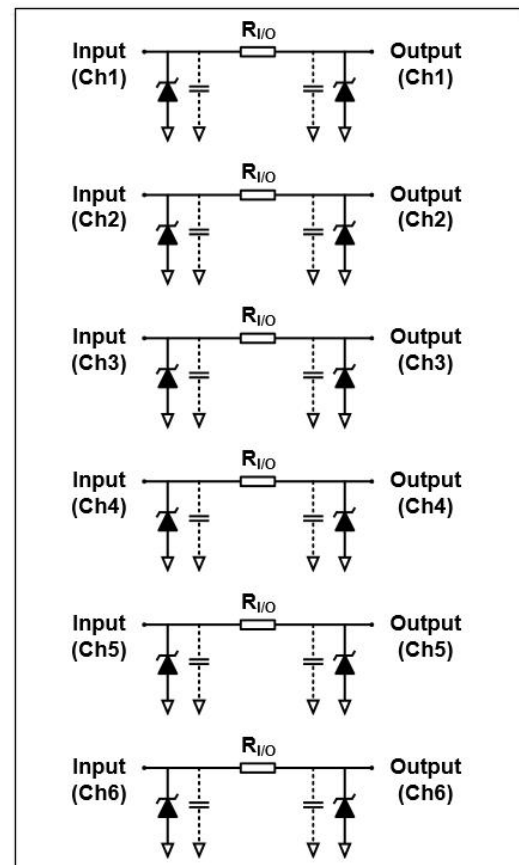 R_I/O
Input Output
(Ch1) (Ch1)
R_I/O
Input Output
(Ch2) (Ch2)
R_I/O
Input Output
(Ch3) (Ch3)
R_I/O
Input Output
(Ch4) (Ch4)
R_I/O
Input Output
(Ch5) (Ch5)
R_I/O
Input Output
(Ch6) (Ch6)